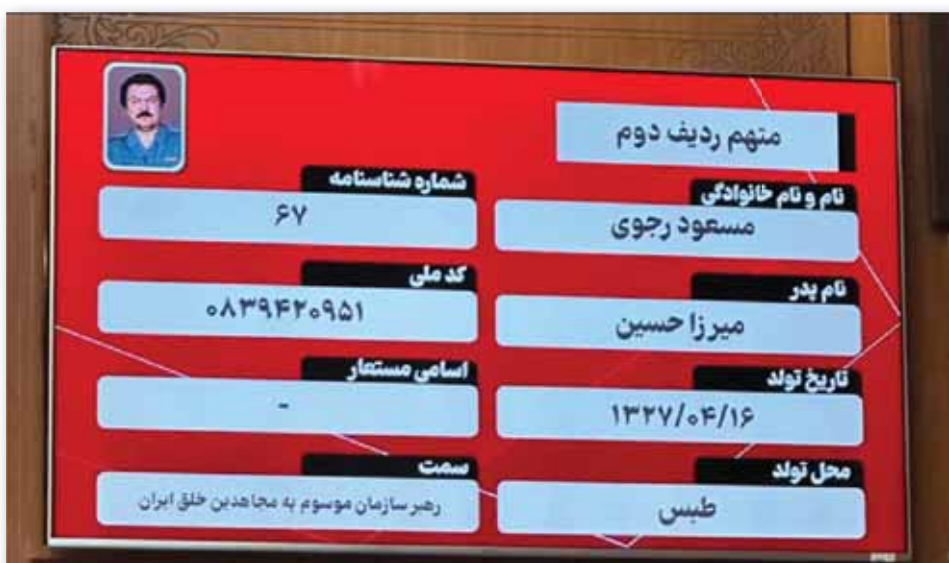 متهم ردیف دوم
نام و نام خانوادگی
مسعود رجوی
شماره شناسنامه
۶۷
نام پدر
میرزا حسین
کد ملی
۰۸۳۹۴۲۰۹۵۱
تاریخ تولد
۱۳۲۷/۰۴/۱۶
اسامی مستعار
-
محل تولد
طبس
سمت
رهبر سازمان موسوم به مجاهدین خلق ایران